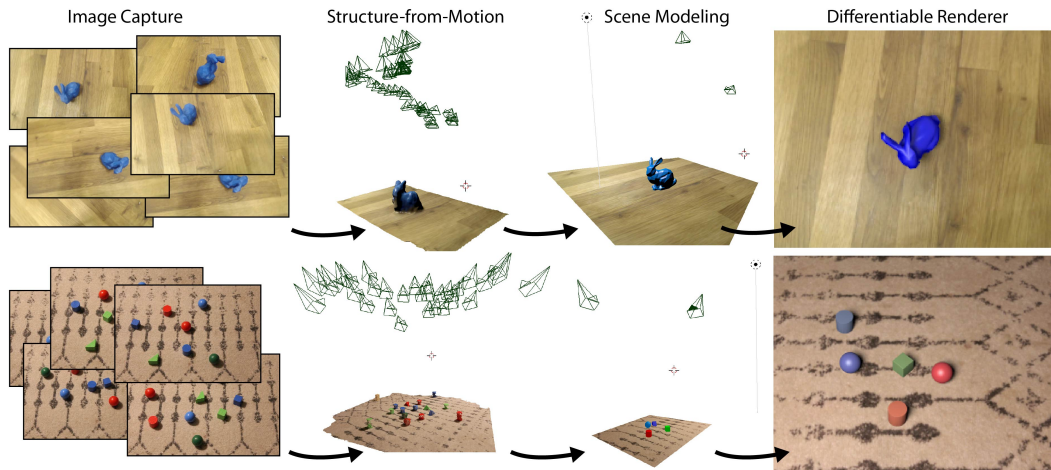 Image Capture
Structure-from-Motion
Scene Modeling
Differentiable Renderer